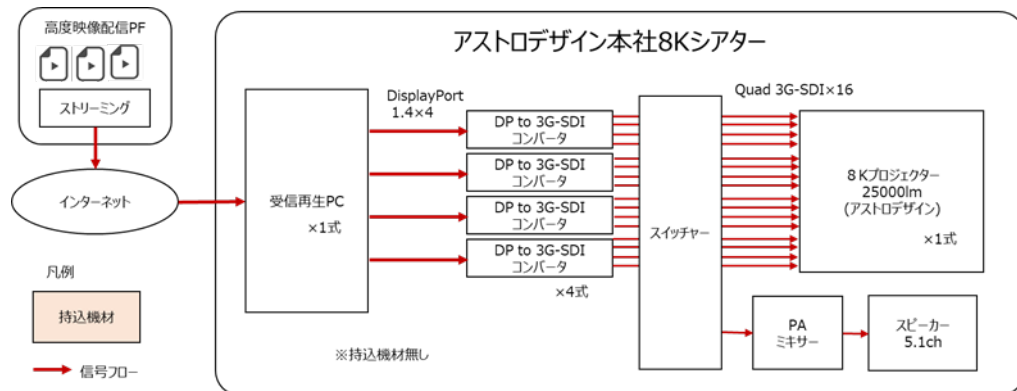 高度映像配信PF
ストリーミング
インターネット
凡例
持込機材
信号フロー
アストロデザイン本社8Kシアター
受信再生PC
×1式
DisplayPort
1.4×4
DP to 3G-SDI
コンバータ
DP to 3G-SDI
コンバータ
DP to 3G-SDI
コンバータ
DP to 3G-SDI
コンバータ
×4式
※持込機材無し
スイッチャー
Quad 3G-SDI×16
8Kプロジェクター
25000lm
(アストロデザイン)
×1式
PA
ミキサー
スピーカー
5.1ch